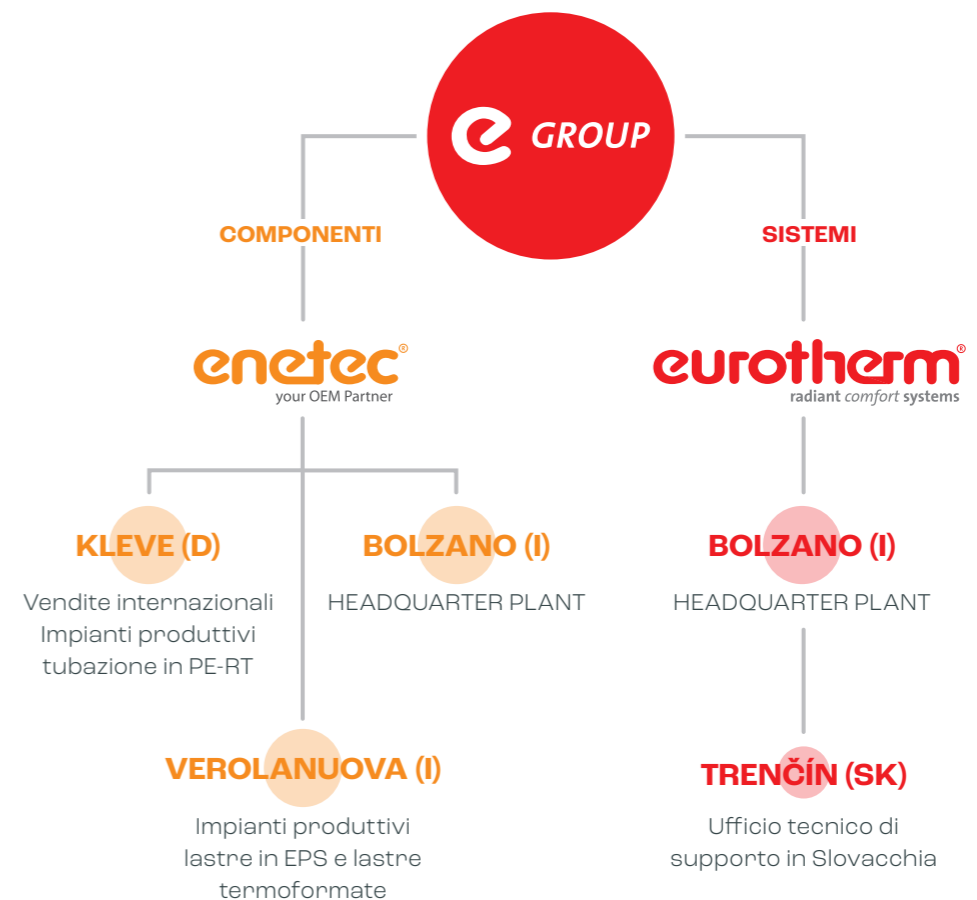 e GROUP
COMPONENTI
SISTEMI
enetec®
your OEM Partner
eurotherm®
radiant comfort systems
KLEVE (D)
Vendite internazionali
Impianti produttivi
tubazione in PE-RT
BOLZANO (I)
HEADQUARTER PLANT
BOLZANO (I)
HEADQUARTER PLANT
VEROLANUOVA (I)
Impianti produttivi
lastre in EPS e lastre
termoformate
TRENČÍN (SK)
Ufficio tecnico di
supporto in Slovacchia